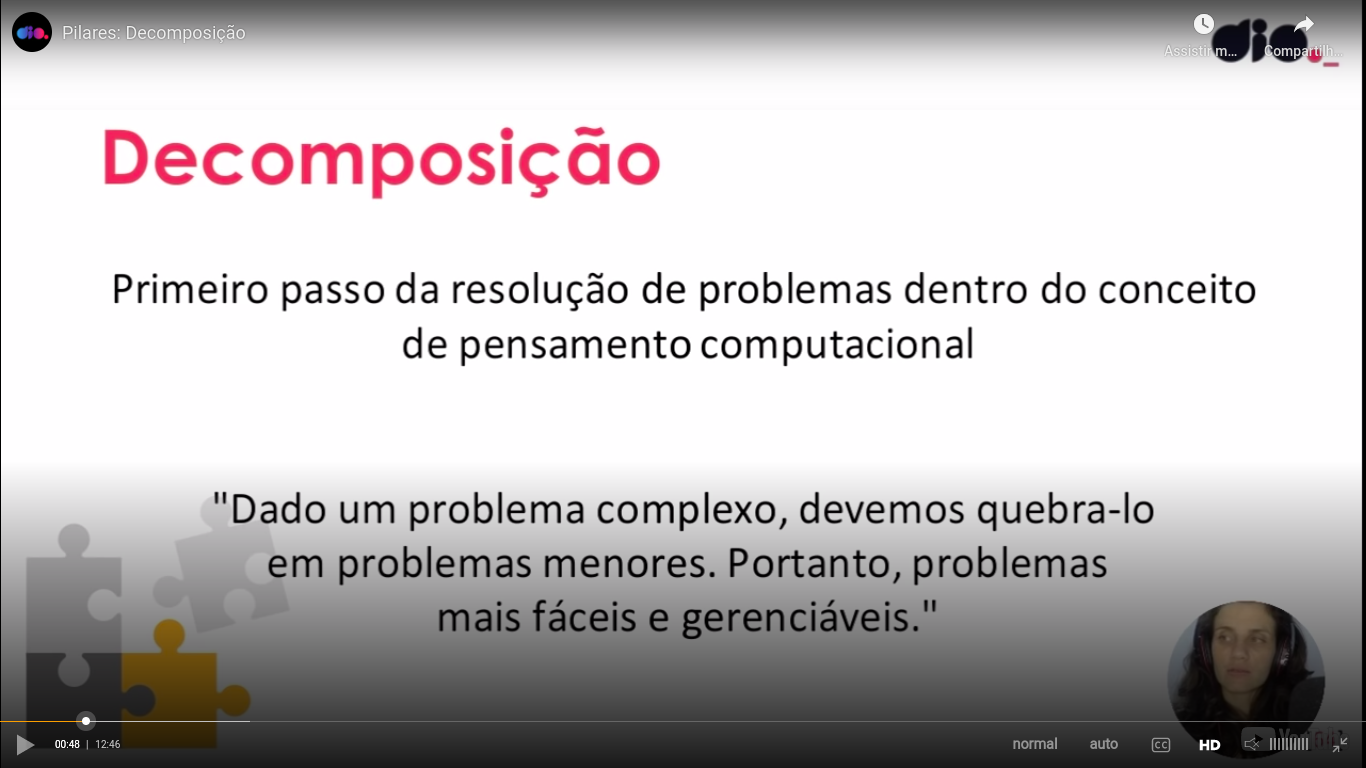 Pilares: Decomposição
Assistir m...
Compartilh...
dio._
Decomposição
Primeiro passo da resolução de problemas dentro do conceito
de pensamento computacional
"Dado um problema complexo, devemos quebra-lo
em problemas menores. Portanto, problemas
mais fáceis e gerenciáveis."
00:48 | 12:46
normal
auto
CC
HD